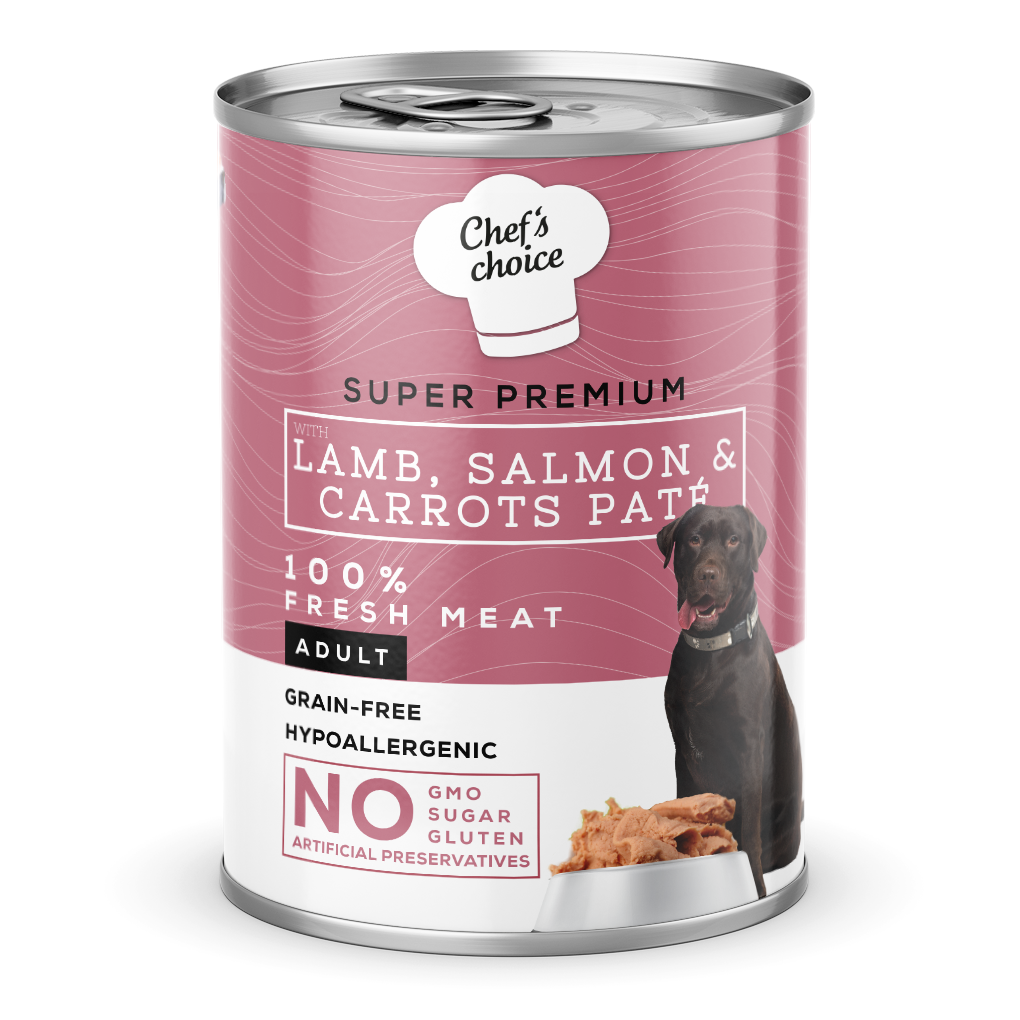 Chef's
choice
SUPER PREMIUM
WITH
LAMB, SALMON &
CARROTS PATÉ
100%
FRESH MEAT
ADULT
GRAIN-FREE
HYPOALLERGENIC
NO
GMO
SUGAR
GLUTEN
ARTIFICIAL PRESERVATIVES